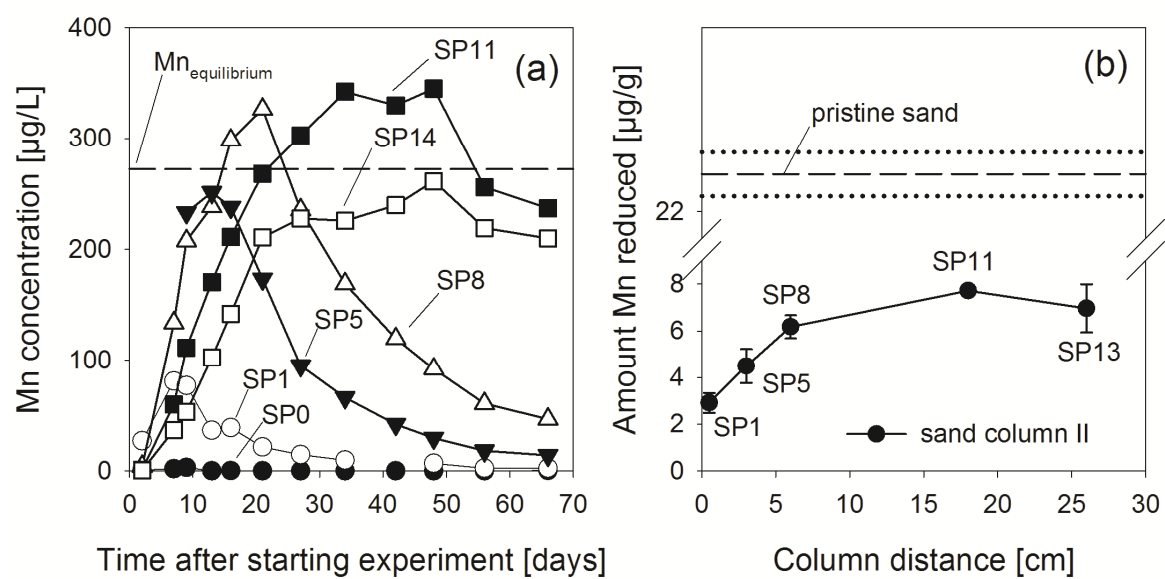 400
300
200
100
0
Mn concentration [µg/L]
Mnequilibrium
SP11
(a)
SP14
SP8
SP5
SP1
SP0
0 10 20 30 40 50 60 70
Time after starting experiment [days]
(b)
pristine sand
22
8
6
4
2
0
Amount Mn reduced [µg/g]
SP11
SP8
SP5
SP13
SP1
sand column II
0 5 10 15 20 25 30
Column distance [cm]